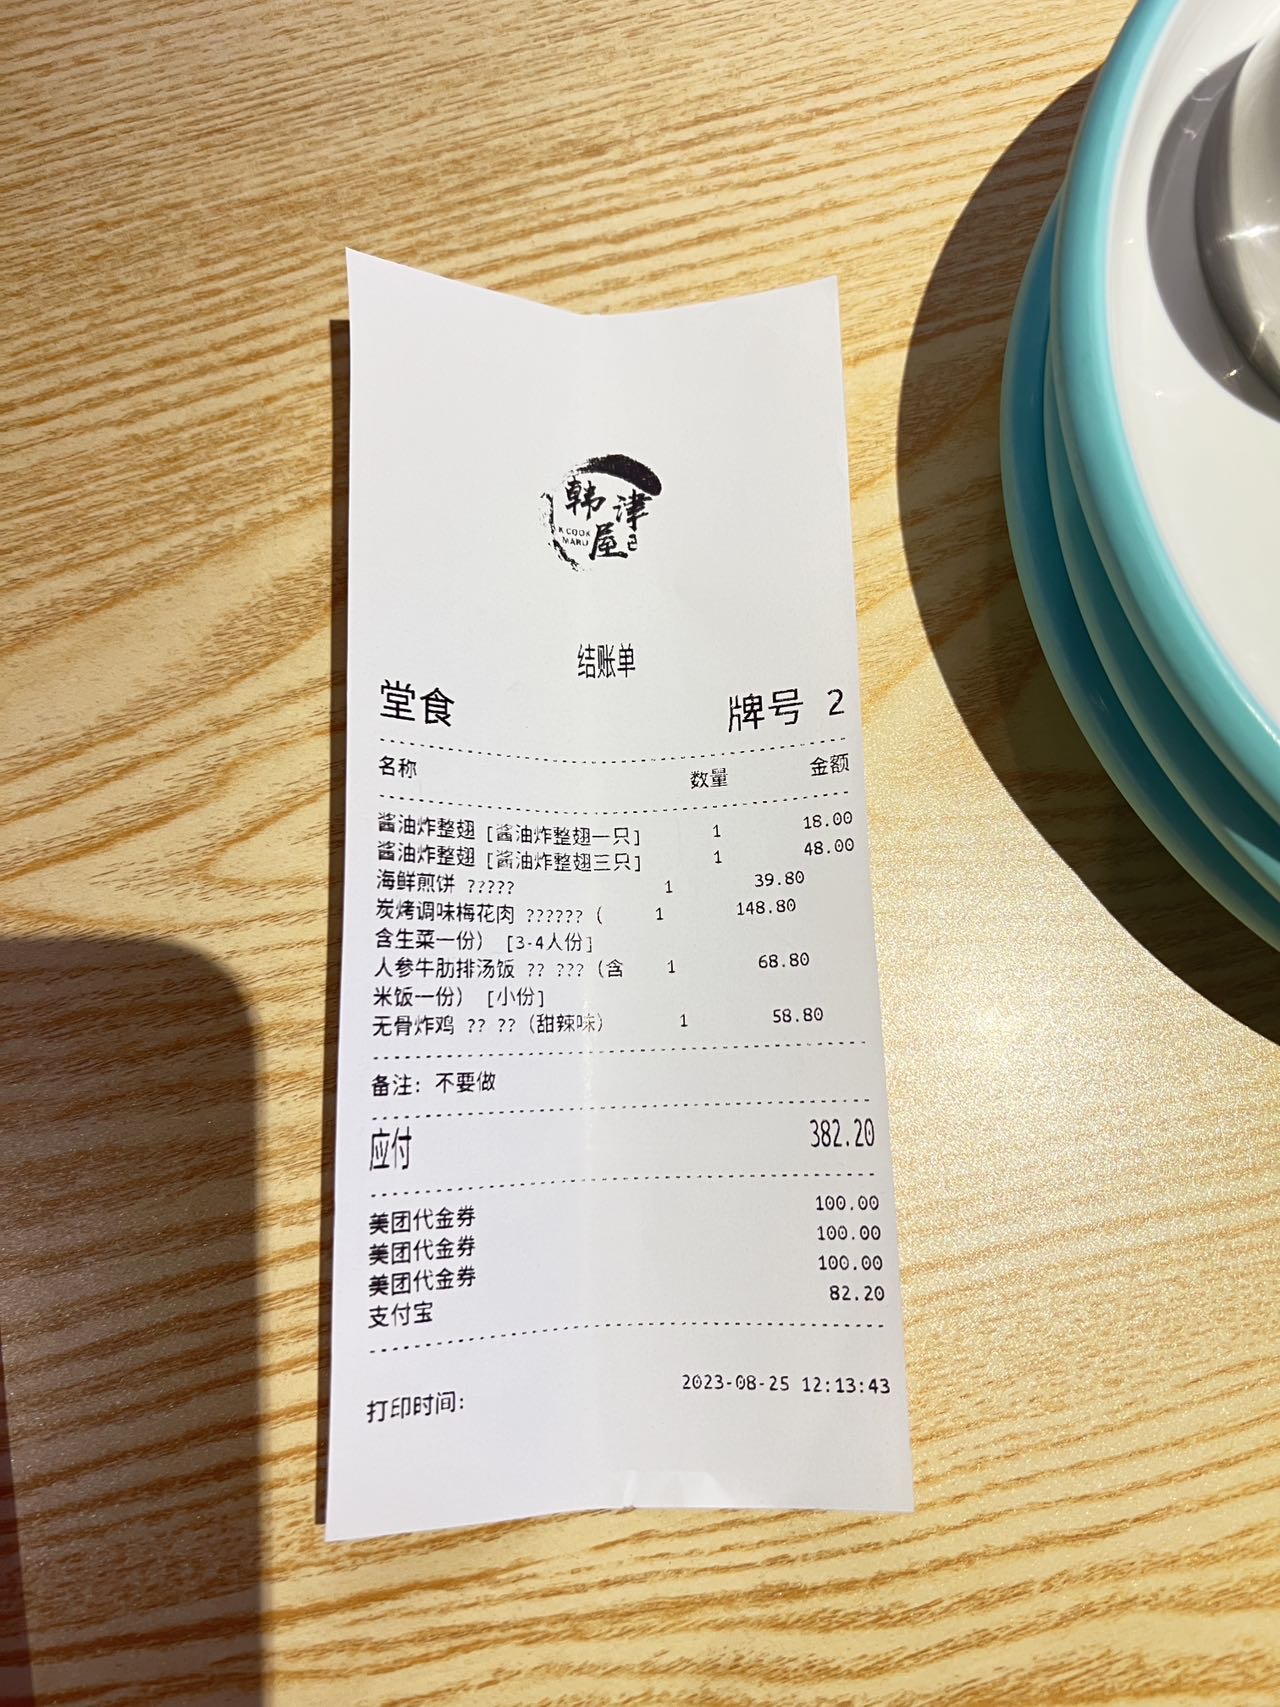 韩津屋
K COOK
MARU
结账单
堂食 牌号 2
名称 数量 金额
酱油炸整翅 [酱油炸整翅一只] 1 18.00
酱油炸整翅 [酱油炸整翅三只] 1 48.00
海鲜煎饼 ????? 1 39.80
炭烤调味梅花肉 ?????? ( 1 148.80
含生菜一份） [3-4人份]
人参牛肋排汤饭 ?? ???（含 1 68.80
米饭一份） [小份]
无骨炸鸡 ?? ??（甜辣味） 1 58.80
备注: 不要做
应付 382.20
美团代金券 100.00
美团代金券 100.00
美团代金券 100.00
支付宝 82.20
打印时间: 2023-08-25 12:13:43